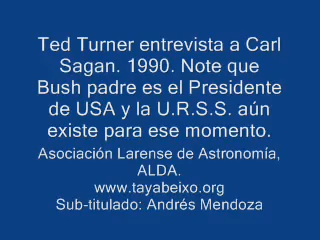 Ted Turner entrevista a Carl
Sagan. 1990. Note que
Bush padre es el Presidente
de USA y la U.R.S.S. aún
existe para ese momento.
Asociación Larense de Astronomía,
ALDA.
www.tayabeixo.org
Sub-titulado: Andrés Mendoza